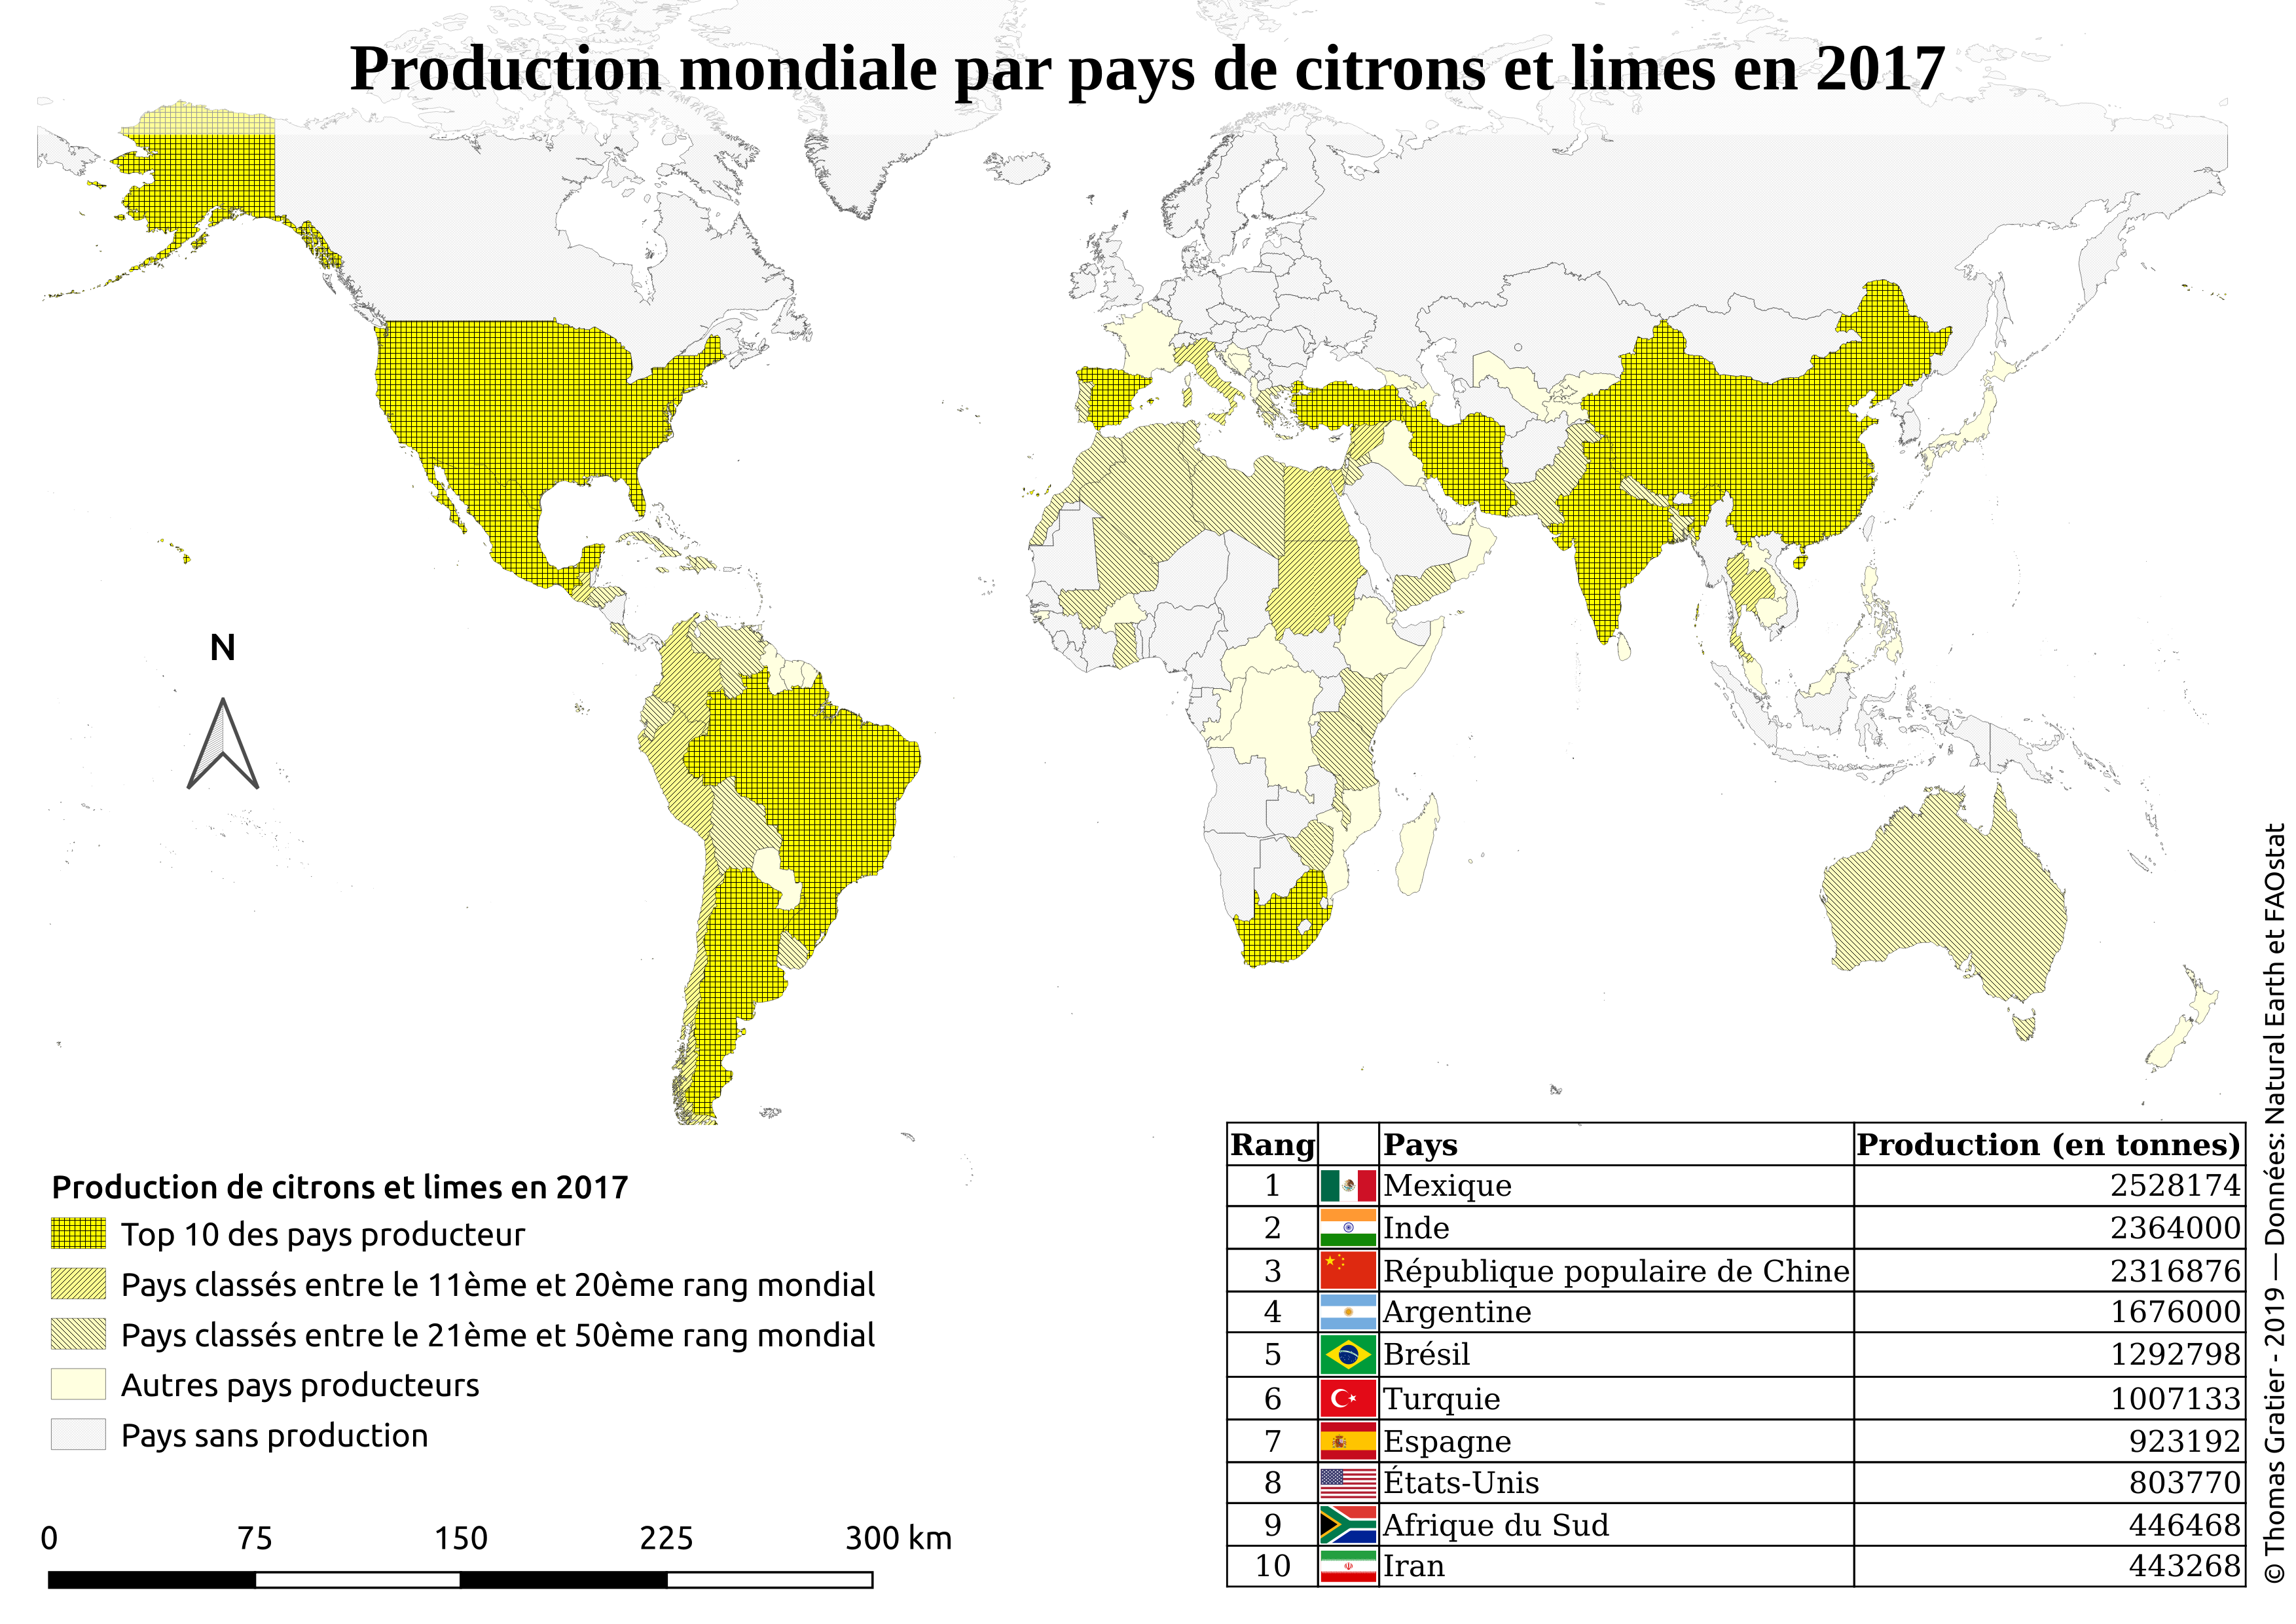 Production mondiale par pays de citrons et limes en 2017
N
Production de citrons et limes en 2017
Top 10 des pays producteur
Pays classés entre le 11ème et 20ème rang mondial
Pays classés entre le 21ème et 50ème rang mondial
Autres pays producteurs
Pays sans production
0 75 150 225 300 km
Rang Pays Production (en tonnes)
1 Mexique 2528174
2 Inde 2364000
3 République populaire de Chine 2316876
4 Argentine 1676000
5 Brésil 1292798
6 Turquie 1007133
7 Espagne 923192
8 États-Unis 803770
9 Afrique du Sud 446468
10 Iran 443268
© Thomas Gratier - 2019 — Données: Natural Earth et FAOstat